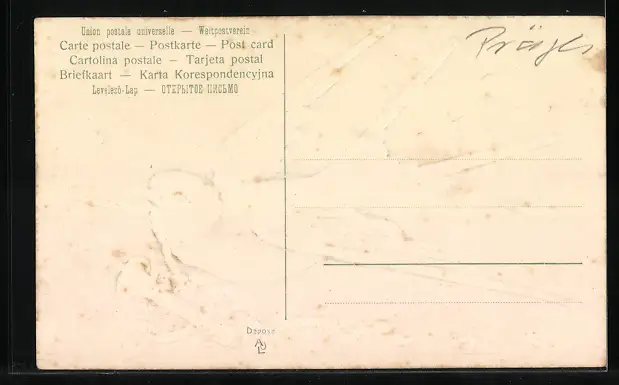 Union postale universelle — Weltpostverein
Carte postale — Postkarte — Post card
Cartolina postale — Tarjeta postal
Briefkaart — Karta Korespondencyjna
Levelező-Lap — ОТКРЫТОЕ ПИСЬМО